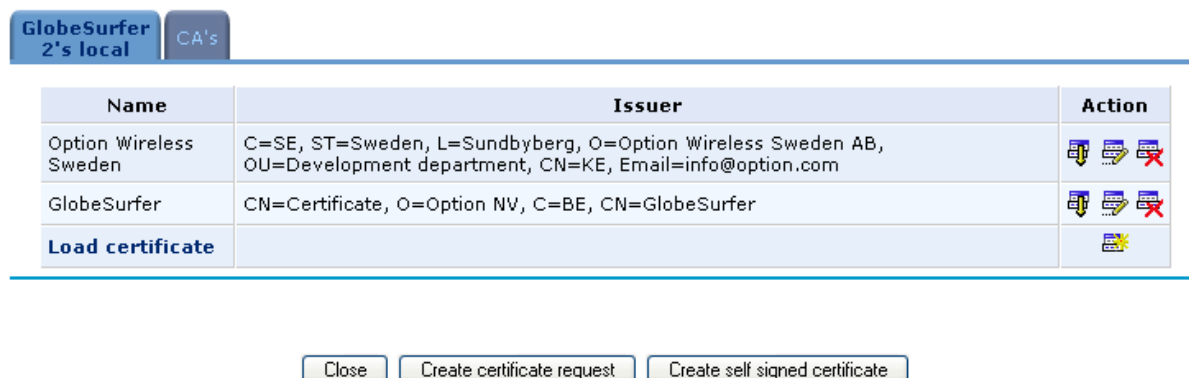 GlobeSurfer
2's local
CA's
Name Issuer Action
Option Wireless
Sweden
C=SE, ST=Sweden, L=Sundbyberg, O=Option Wireless Sweden AB,
OU=Development department, CN=KE, Email=info@option.com
GlobeSurfer CN=Certificate, O=Option NV, C=BE, CN=GlobeSurfer
Load certificate
Close Create certificate request Create self signed certificate